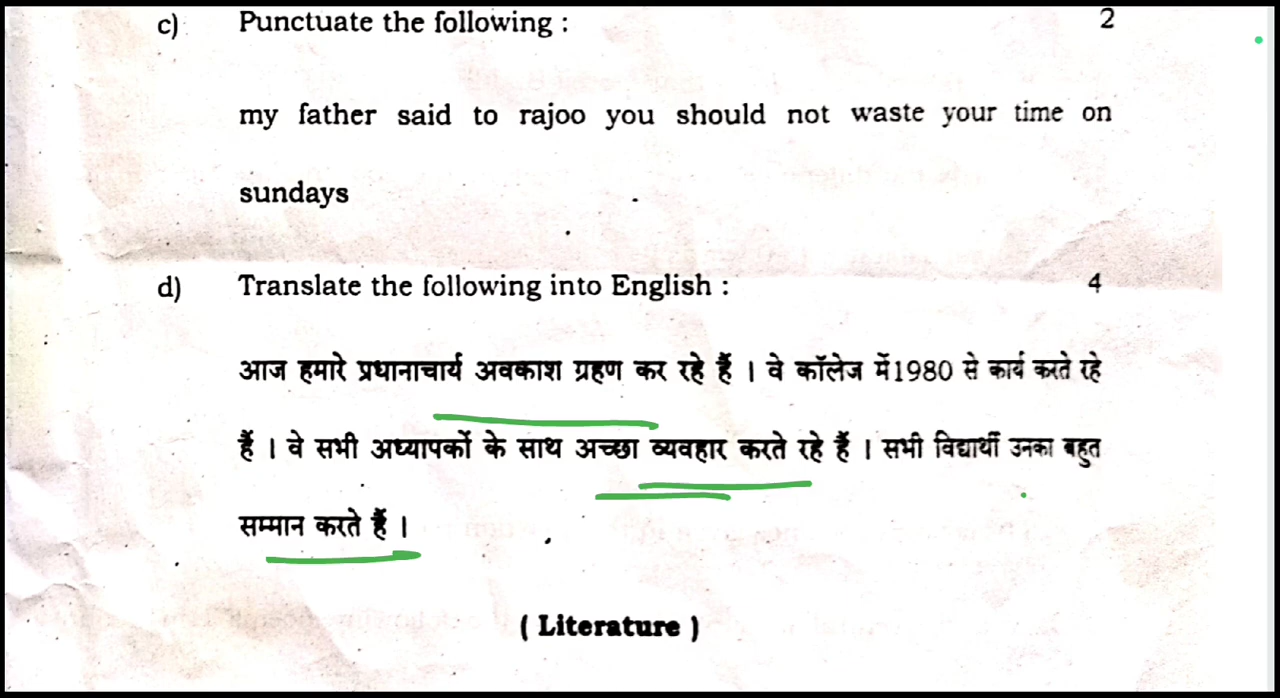 c) Punctuate the following : 2
my father said to rajoo you should not waste your time on
sundays
d) Translate the following into English : 4
आज हमारे प्रधानाचार्य अवकाश ग्रहण कर रहे हैं । वे कॉलेज में1980 से कार्य करते रहे
हैं । वे सभी अध्यापकों के साथ अच्छा व्यवहार करते रहे हैं । सभी विद्यार्थी उनका बहुत
सम्मान करते हैं ।
( Literature )